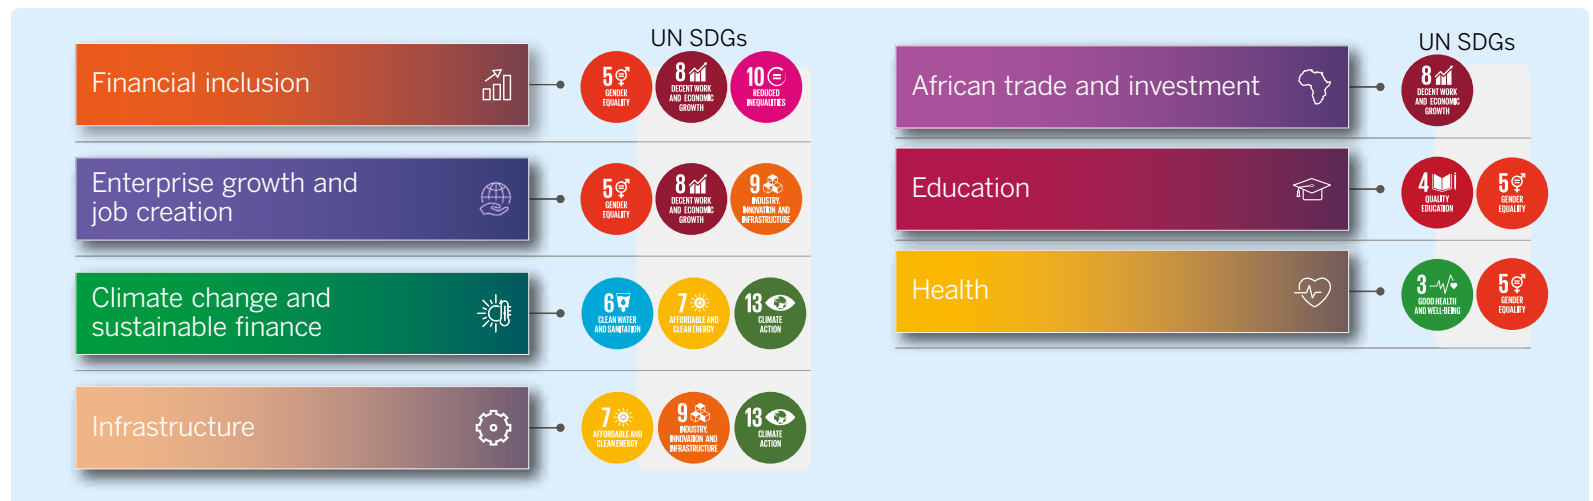 UN SDGs
Financial inclusion
5
GENDER
EQUALITY
8
DECENT WORK
AND ECONOMIC
GROWTH
10
REDUCED
INEQUALITIES
Enterprise growth and
job creation
5
GENDER
EQUALITY
8
DECENT WORK
AND ECONOMIC
GROWTH
9
INDUSTRY,
INNOVATION AND
INFRASTRUCTURE
Climate change and
sustainable finance
6
CLEAN WATER
AND SANITATION
7
AFFORDABLE AND
CLEAN ENERGY
13
CLIMATE
ACTION
Infrastructure
7
AFFORDABLE AND
CLEAN ENERGY
9
INDUSTRY,
INNOVATION AND
INFRASTRUCTURE
13
CLIMATE
ACTION
UN SDGs
African trade and investment
8
DECENT WORK
AND ECONOMIC
GROWTH
Education
4
QUALITY
EDUCATION
5
GENDER
EQUALITY
Health
3
GOOD HEALTH
AND WELL-BEING
5
GENDER
EQUALITY